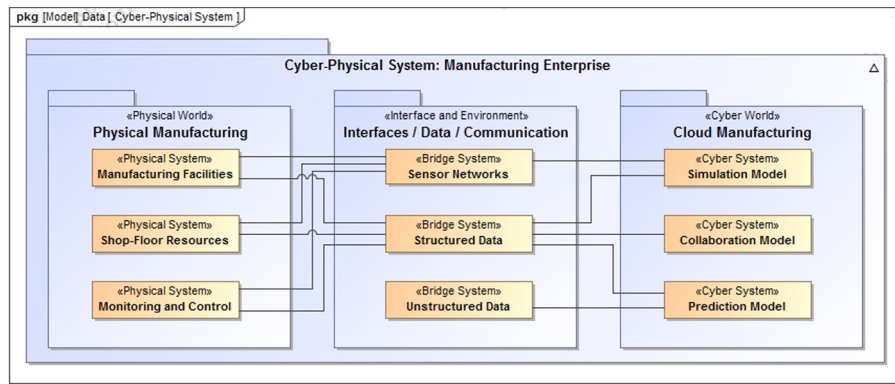 pkg [Model] Data [ Cyber-Physical System ]
Cyber-Physical System: Manufacturing Enterprise
«Physical World»
Physical Manufacturing
«Physical System»
Manufacturing Facilities
«Physical System»
Shop-Floor Resources
«Physical System»
Monitoring and Control
«Interface and Environment»
Interfaces / Data / Communication
«Bridge System»
Sensor Networks
«Bridge System»
Structured Data
«Bridge System»
Unstructured Data
«Cyber World»
Cloud Manufacturing
«Cyber System»
Simulation Model
«Cyber System»
Collaboration Model
«Cyber System»
Prediction Model